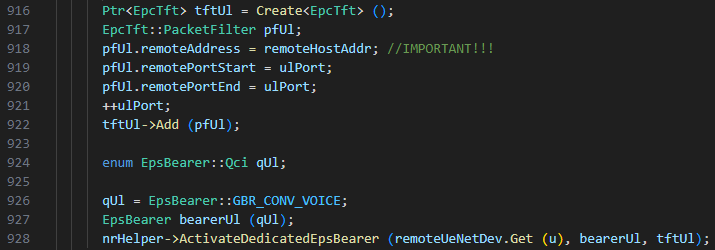 916 Ptr<EpcTft> tftUl = Create<EpcTft> ();
917 EpcTft::PacketFilter pfUl;
918 pfUl.remoteAddress = remoteHostAddr; //IMPORTANT!!!
919 pfUl.remotePortStart = ulPort;
920 pfUl.remotePortEnd = ulPort;
921 ++ulPort;
922 tftUl->Add (pfUl);
923
924 enum EpsBearer::Qci qUl;
925
926 qUl = EpsBearer::GBR_CONV_VOICE;
927 EpsBearer bearerUl (qUl);
928 nrHelper->ActivateDedicatedEpsBearer (remoteUeNetDev.Get (u), bearerUl, tftUl);